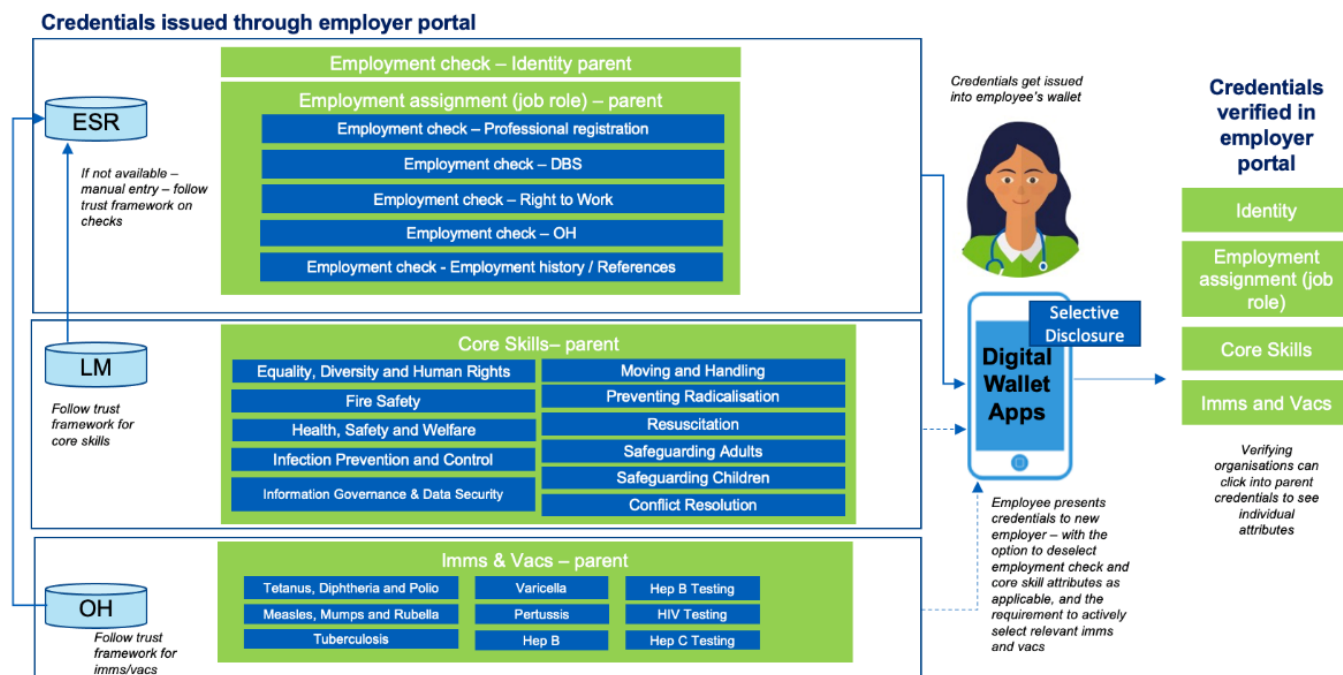 Credentials issued through employer portal
ESR
If not available –
manual entry – follow
trust framework on
checks
Employment check – Identity parent
Employment assignment (job role) – parent
Employment check – Professional registration
Employment check – DBS
Employment check – Right to Work
Employment check – OH
Employment check - Employment history / References
LM
Follow trust
framework for
core skills
Core Skills– parent
Equality, Diversity and Human Rights
Fire Safety
Health, Safety and Welfare
Infection Prevention and Control
Information Governance & Data Security
Moving and Handling
Preventing Radicalisation
Resuscitation
Safeguarding Adults
Safeguarding Children
Conflict Resolution
OH
Follow trust
framework for
imms/vacs
Imms & Vacs – parent
Tetanus, Diphtheria and Polio
Measles, Mumps and Rubella
Tuberculosis
Varicella
Pertussis
Hep B
Hep B Testing
HIV Testing
Hep C Testing
Credentials get issued
into employee's wallet
Selective
Disclosure
Digital
Wallet
Apps
Employee presents
credentials to new
employer – with the
option to deselect
employment check and
core skill attributes as
applicable, and the
requirement to actively
select relevant imms
and vacs
Credentials
verified in
employer
portal
Identity
Employment
assignment (job
role)
Core Skills
Imms and Vacs
Verifying
organisations can
click into parent
credentials to see
individual
attributes